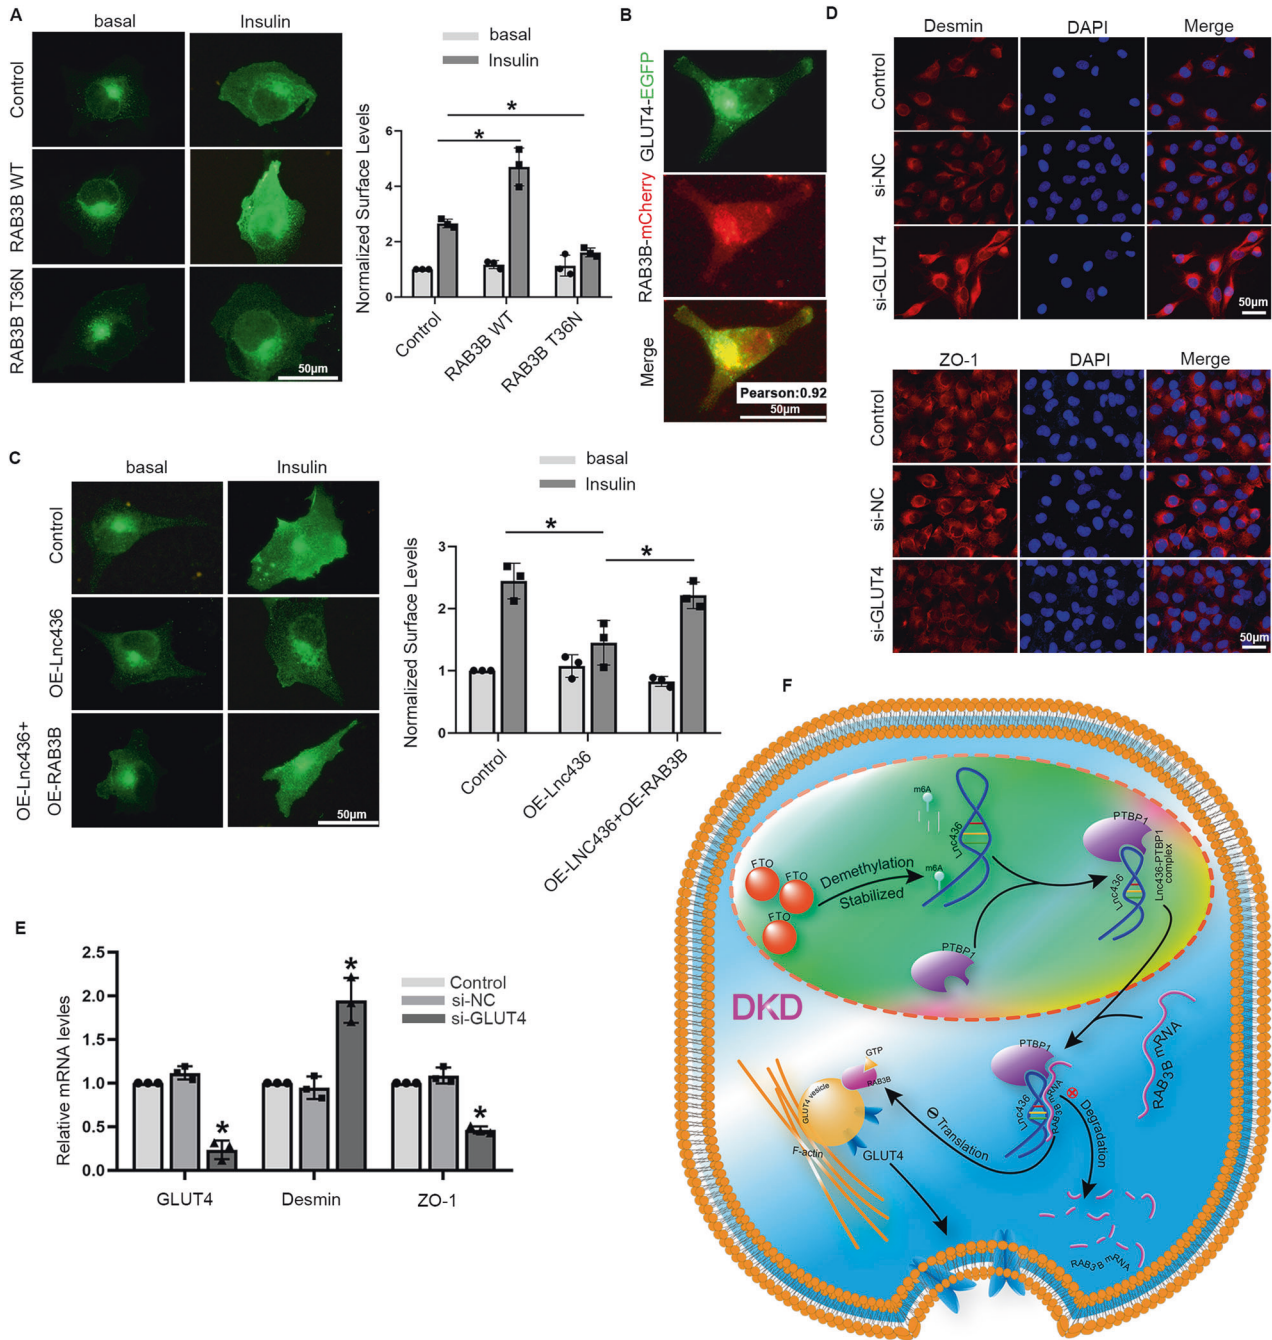 A
basal
Insulin
Control
RAB3B WT
RAB3B T36N
50μm
basal
Insulin
*
*
Normalized Surface Levels
6
4
2
0
Control
RAB3B WT
RAB3B T36N
B
GLUT4-EGFP
RAB3B-mCherry
Merge
Pearson:0.92
50μm
D
Desmin
DAPI
Merge
Control
si-NC
si-GLUT4
50μm
ZO-1
DAPI
Merge
Control
si-NC
si-GLUT4
50μm
C
basal
Insulin
Control
OE-Lnc436
OE-Lnc436+
OE-RAB3B
50μm
basal
Insulin
*
*
Normalized Surface Levels
3
2
1
0
Control
OE-Lnc436
OE-LNC436+OE-RAB3B
E
Relative mRNA levles
2.5
2.0
1.5
1.0
0.5
0.0
Control
si-NC
si-GLUT4
*
*
*
GLUT4
Desmin
ZO-1
F
m6A
Lnc436
m6A
FTO
FTO
FTO
Demethylation
Stabilized
PTBP1
PTBP1
Lnc436
Lnc436-PTBP1
complex
DKD
PTBP1
Lnc436
RAB3B mRNA
RAB3B mRNA
GTP
RAB3B
GLUT4 vesicle
F-actin
GLUT4
⊖
Translation
⊕
Degradation
RAB3B mRNA